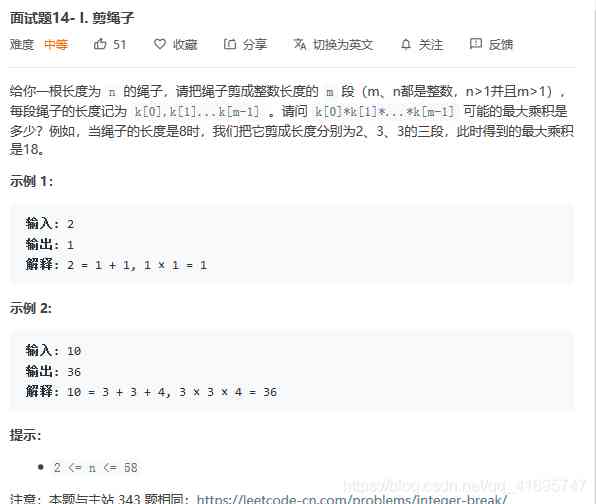 面试题14- I. 剪绳子
难度 中等 51 收藏 分享 切换为英文 关注 反馈
给你一根长度为 n 的绳子，请把绳子剪成整数长度的 m 段（m、n都是整数，n>1并且m>1），
每段绳子的长度记为 k[0],k[1]...k[m-1] 。请问 k[0]*k[1]*...*k[m-1] 可能的最大乘积是
多少？例如，当绳子的长度是8时，我们把它剪成长度分别为2、3、3的三段，此时得到的最大乘积
是18。
示例 1：
输入: 2
输出: 1
解释: 2 = 1 + 1, 1 × 1 = 1
示例 2:
输入: 10
输出: 36
解释: 10 = 3 + 3 + 4, 3 × 3 × 4 = 36
提示：
2 <= n <= 58
注意：本题与主站 343 题相同：https://leetcode-cn.com/problems/integer-break/
https://blog.csdn.net/qq_41695747